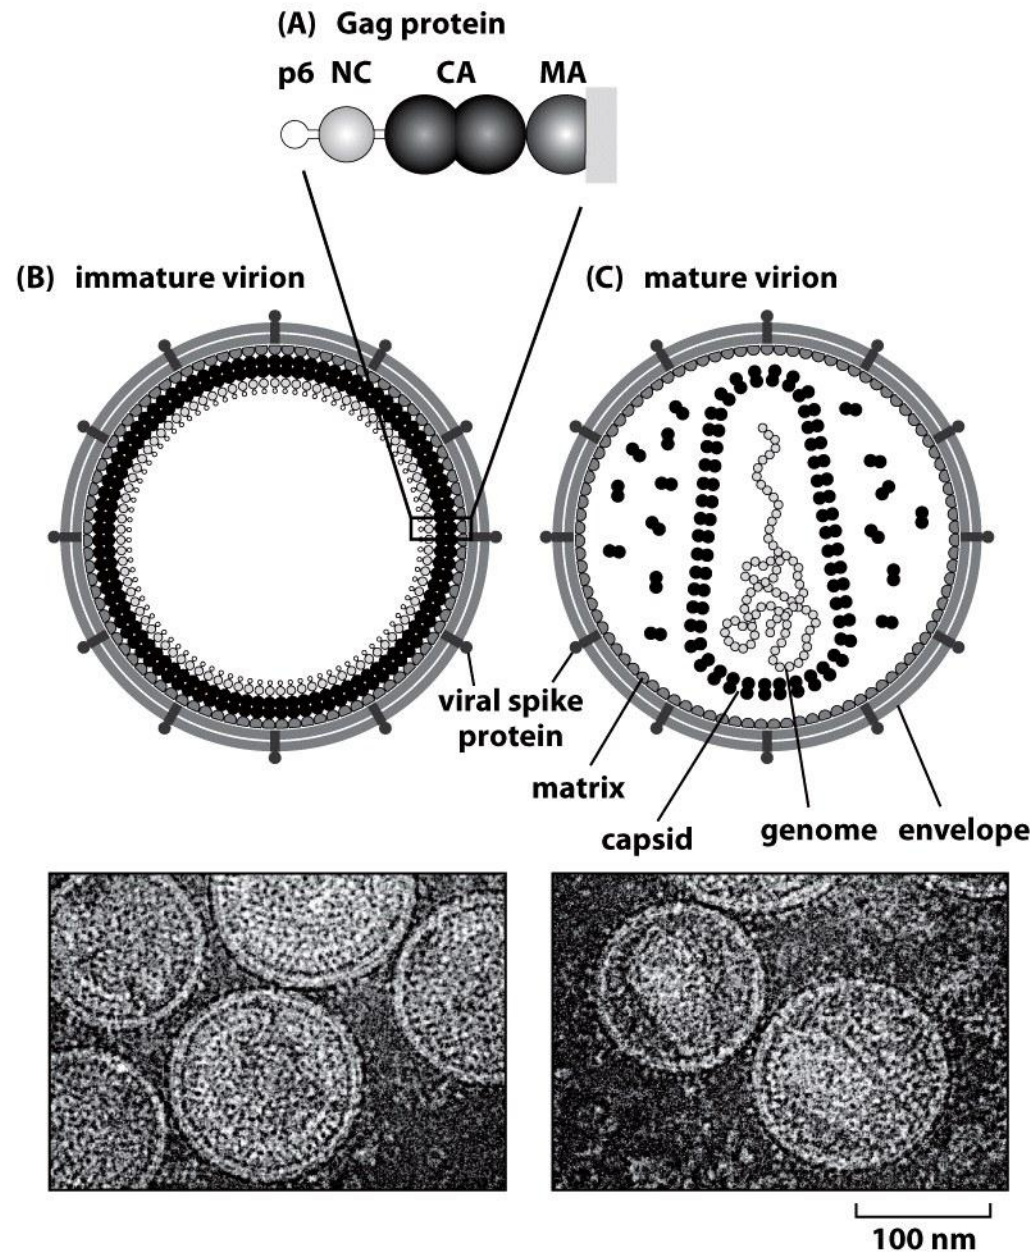 (A) Gag protein
p6 NC CA MA
(B) immature virion
(C) mature virion
viral spike
protein
matrix
capsid
genome
envelope
100 nm